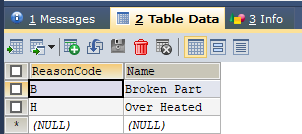 1 Messages 2 Table Data 3 Info
ReasonCode Name
B Broken Part
H Over Heated
* (NULL) (NULL)